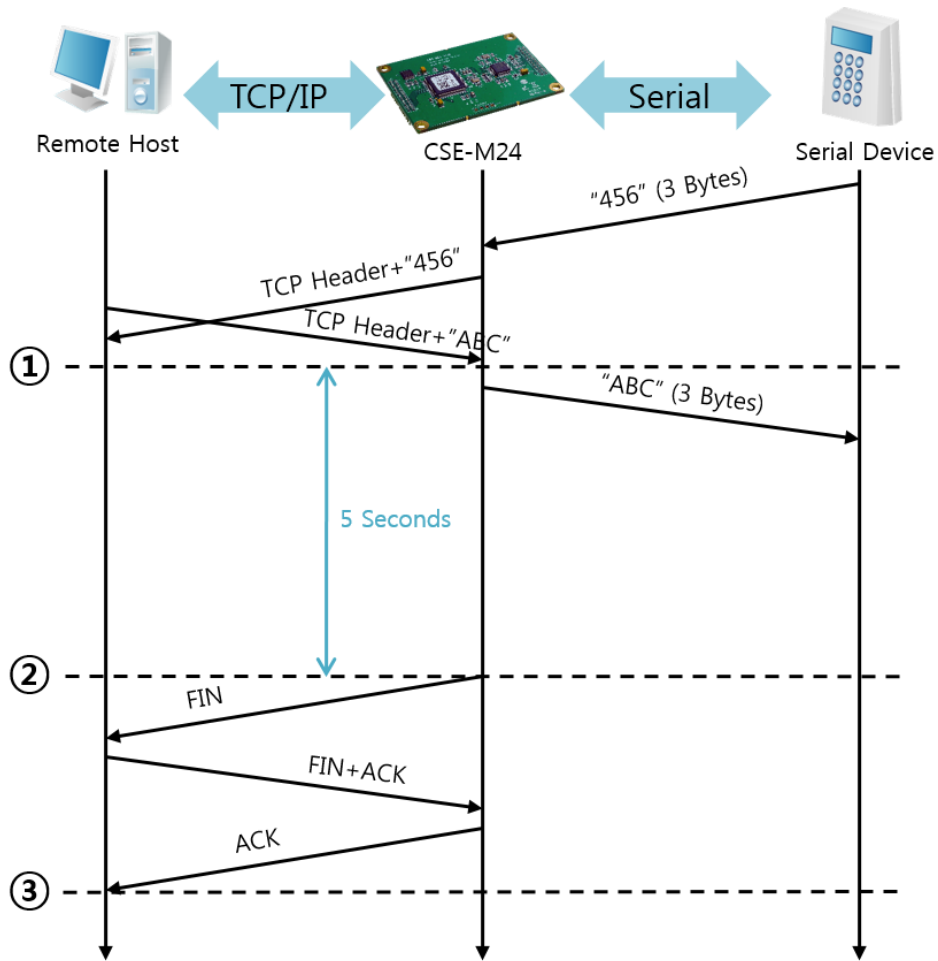 TCP/IP
Serial
Remote Host
CSE-M24
Serial Device
"456" (3 Bytes)
TCP Header+"456"
TCP Header+"ABC"
①
"ABC" (3 Bytes)
5 Seconds
②
FIN
FIN+ACK
ACK
③